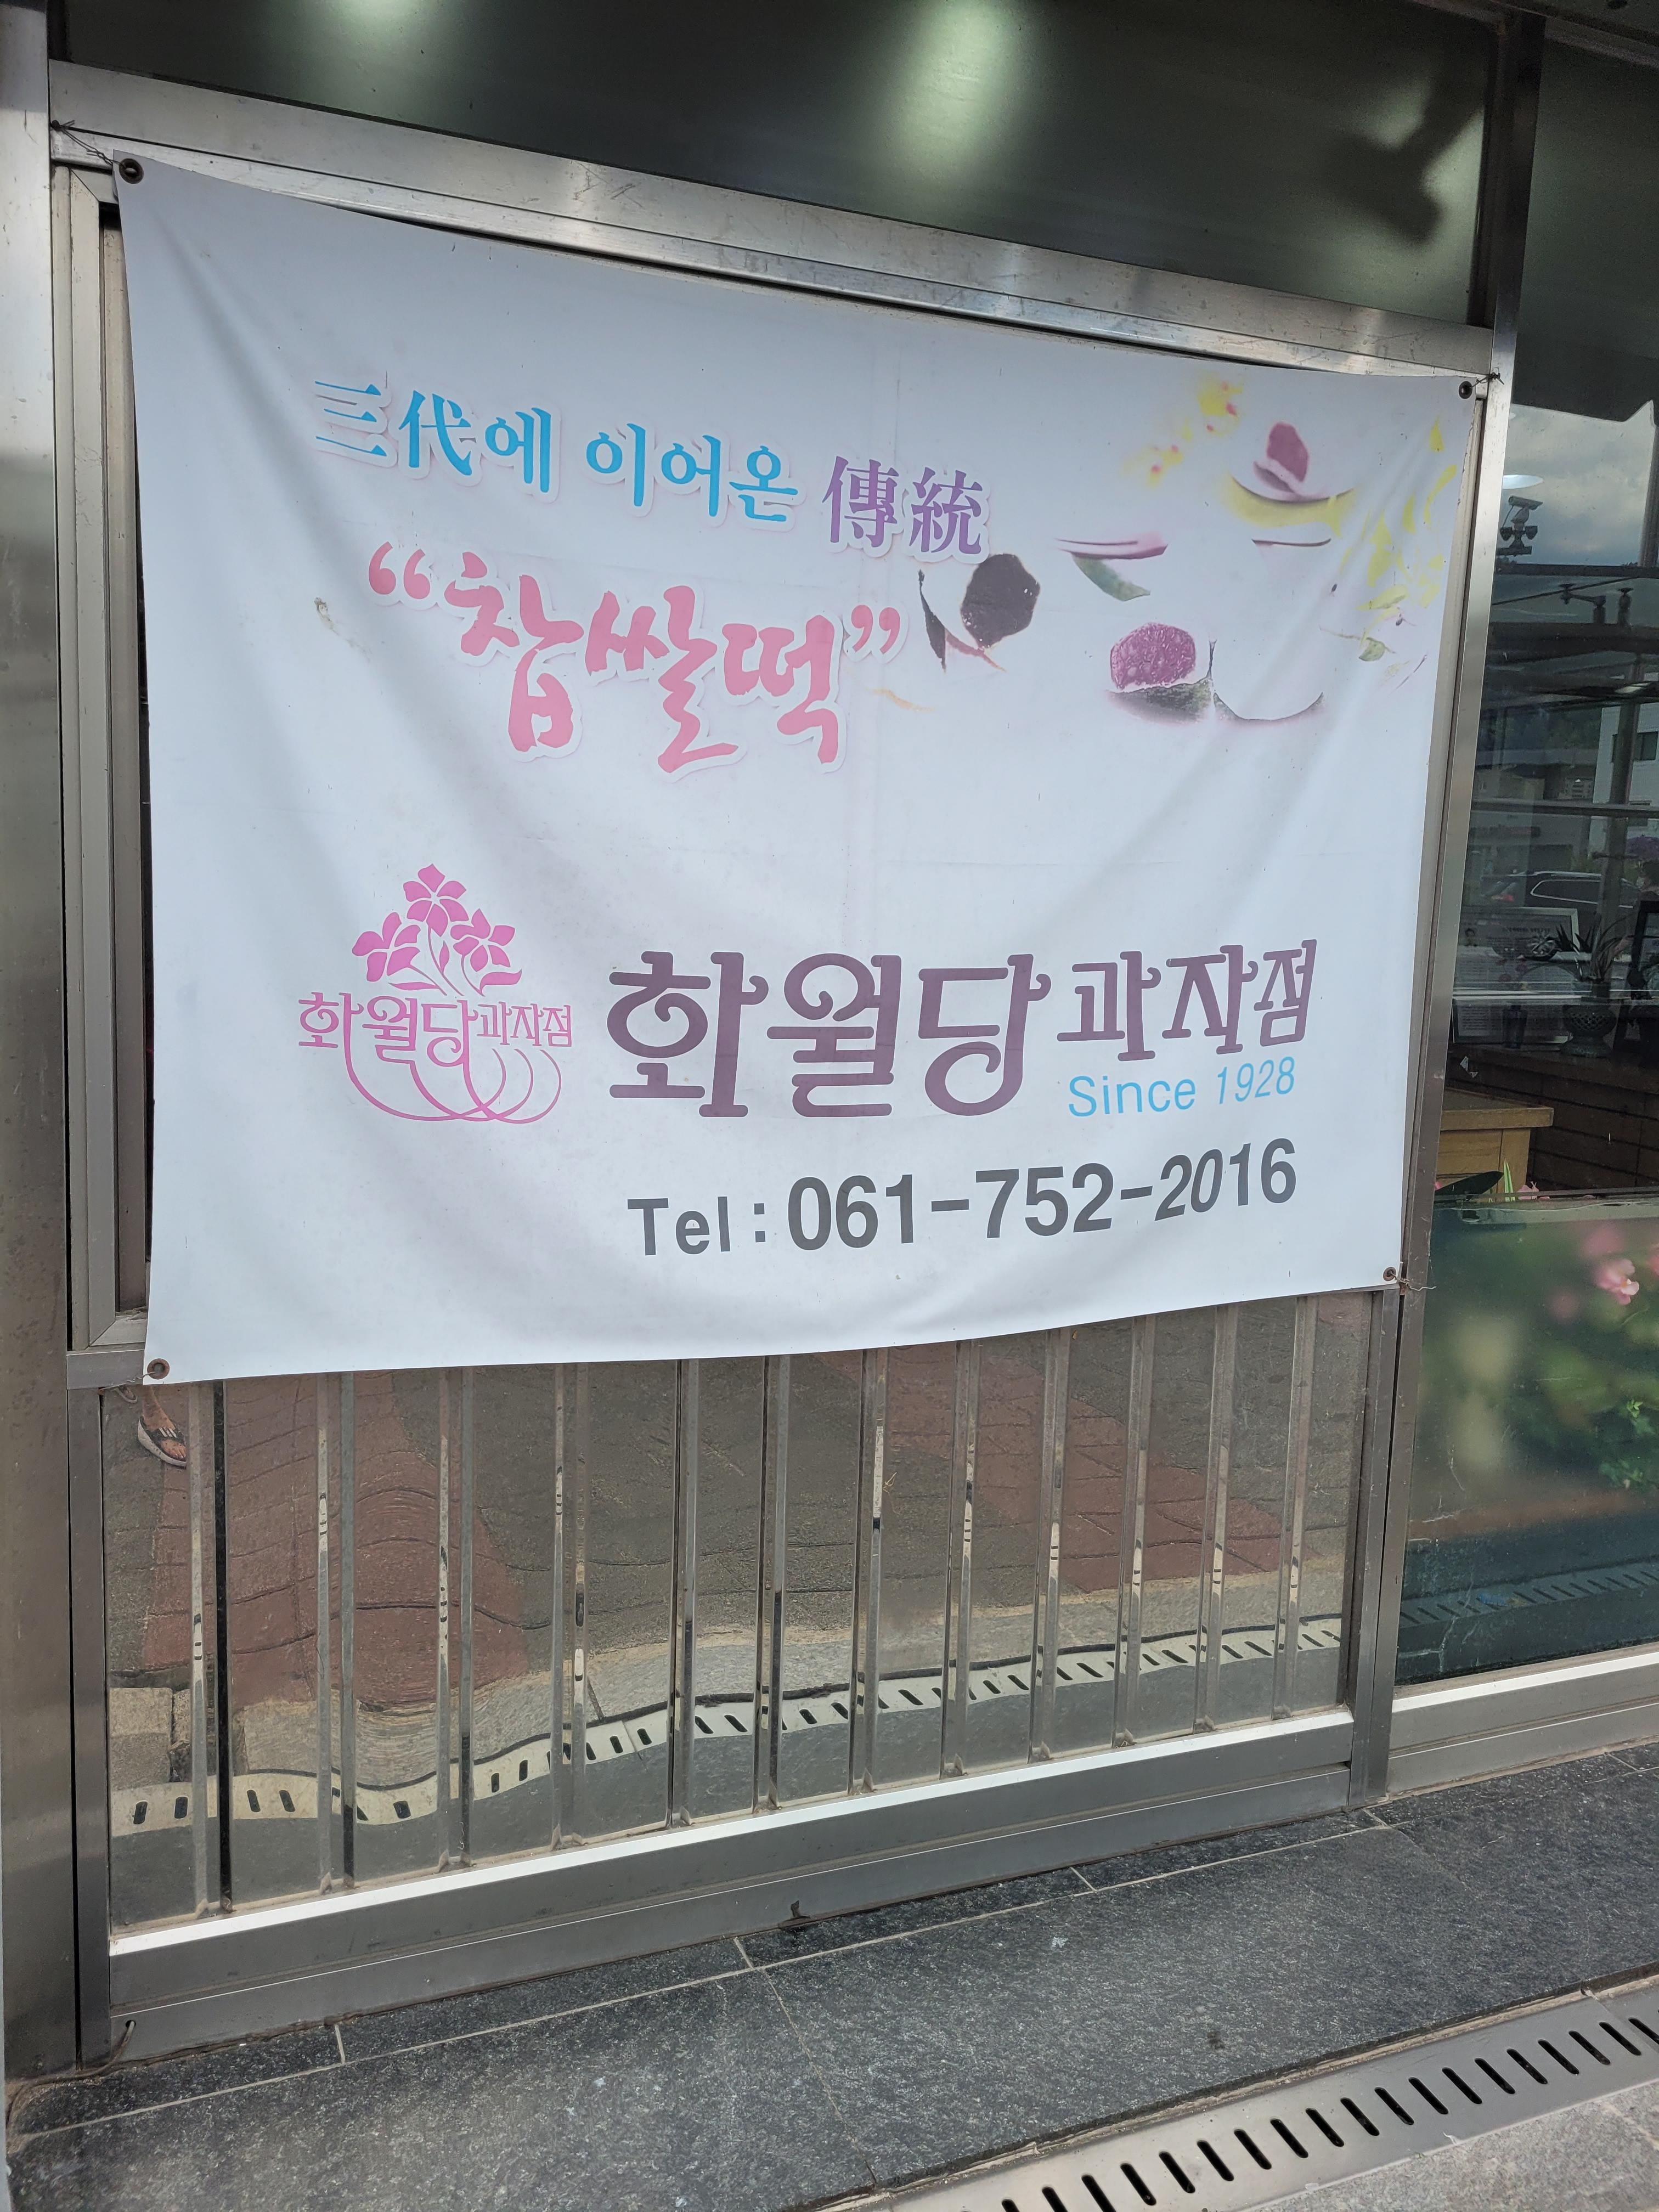 三代에 이어온 傳統
“찹쌀떡”
화월당과자점
화월당과자점
Since 1928
Tel : 061-752-2016